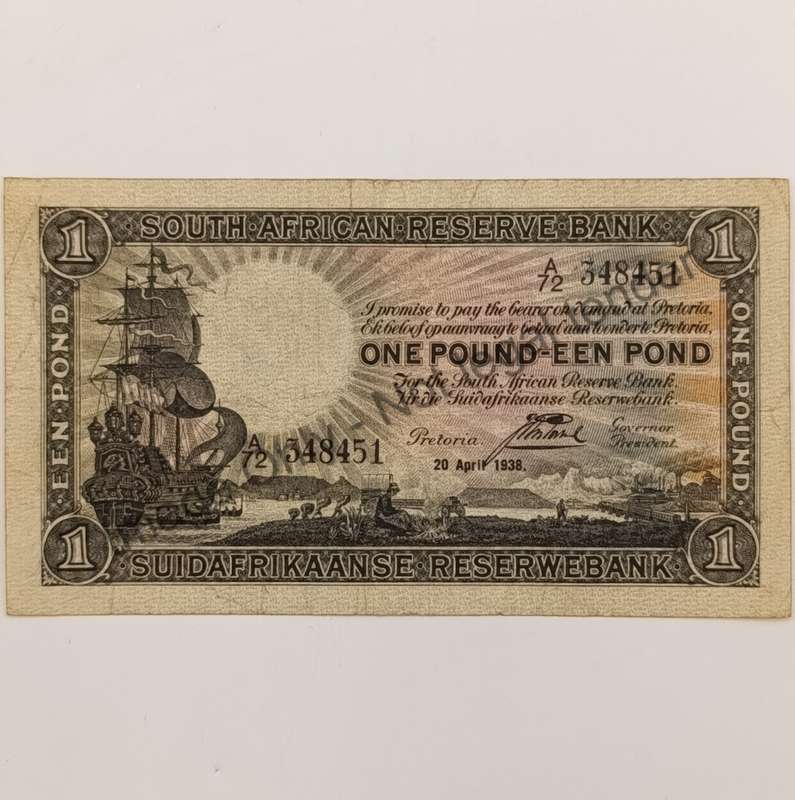 1 · SOUTH · AFRICAN · RESERVE · BANK · 1
A/72 348451
I promise to pay the bearer on demand at Pretoria,
Ek beloof op aanvraag te betaal aan toonder te Pretoria,
ONE POUND-EEN POND
For the South African Reserve Bank.
Vir die Suidafrikaanse Reserwebank.
Pretoria. Governor
President.
20 April 1938.
A/72 348451
· EEN POND ·
· ONE · POUND ·
1 · SUIDAFRIKAANSE · RESERWEBANK · 1